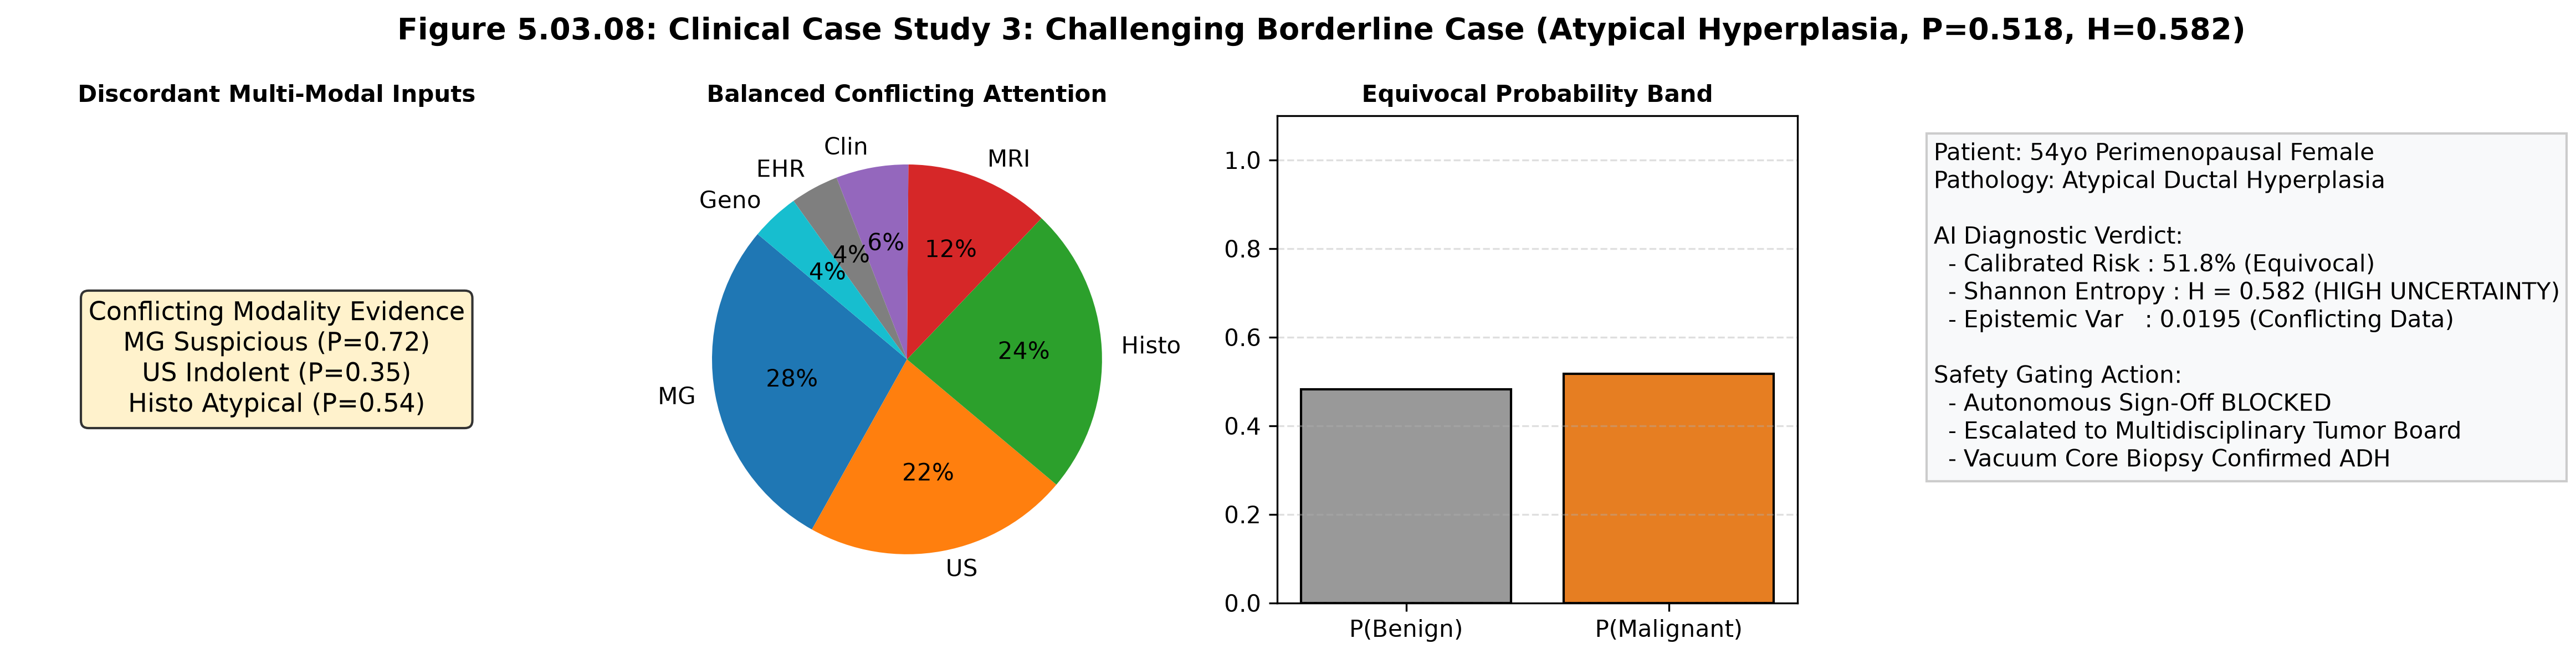 Figure 5.03.08: Clinical Case Study 3: Challenging Borderline Case (Atypical Hyperplasia, P=0.518, H=0.582)
Discordant Multi-Modal Inputs
Conflicting Modality Evidence
MG Suspicious (P=0.72)
US Indolent (P=0.35)
Histo Atypical (P=0.54)
Balanced Conflicting Attention
Clin
MRI
EHR
Geno
Histo
MG
US
6%
12%
4%
4%
24%
28%
22%
Equivocal Probability Band
1.0
0.8
0.6
0.4
0.2
0.0
P(Benign)
P(Malignant)
Patient: 54yo Perimenopausal Female
Pathology: Atypical Ductal Hyperplasia
AI Diagnostic Verdict:
- Calibrated Risk : 51.8% (Equivocal)
- Shannon Entropy : H = 0.582 (HIGH UNCERTAINTY)
- Epistemic Var : 0.0195 (Conflicting Data)
Safety Gating Action:
- Autonomous Sign-Off BLOCKED
- Escalated to Multidisciplinary Tumor Board
- Vacuum Core Biopsy Confirmed ADH